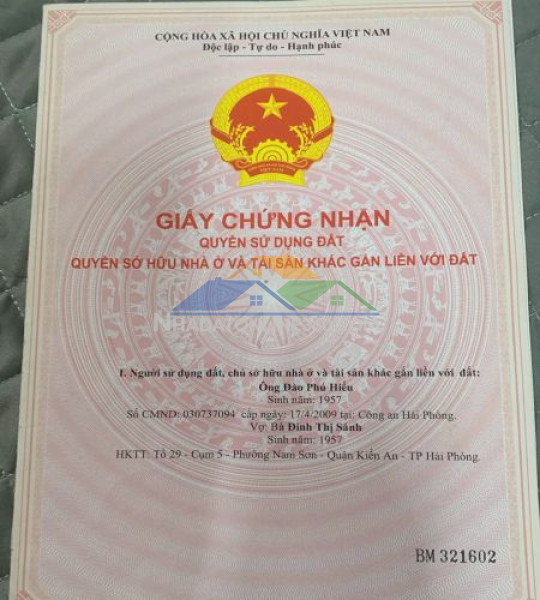 CỘNG HÒA XÃ HỘI CHỦ NGHĨA VIỆT NAM
Độc lập - Tự do - Hạnh phúc
VIỆT NAM
GIẤY CHỨNG NHẬN
QUYỀN SỬ DỤNG ĐẤT
QUYỀN SỞ HỮU NHÀ Ở VÀ TÀI SẢN KHÁC GẮN LIỀN VỚI ĐẤT
I. Người sử dụng đất, chủ sở hữu nhà ở và tài sản khác gắn liền với đất:
Ông Đào Phú Hiếu
Sinh năm: 1957
Số CMND: 030737094 cấp ngày: 17/4/2009 tại: Công an Hải Phòng.
Vợ: Bà Đinh Thị Sánh
Sinh năm: 1957
HKTT: Tổ 29 - Cụm 5 - Phường Nam Sơn - Quận Kiến An - TP Hải Phòng.
BM 321602